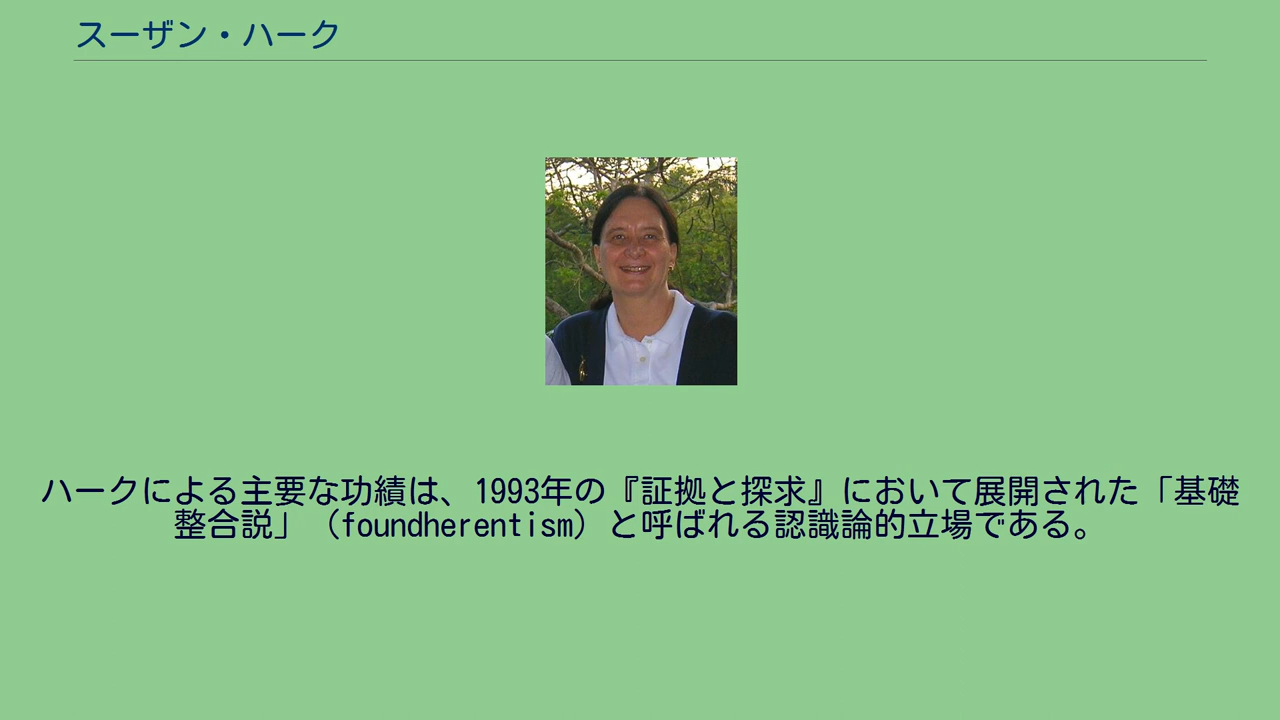 スーザン・ハーク
ハークによる主要な功績は、1993年の『証拠と探求』において展開された「基礎
整合説」（foundherentism）と呼ばれる認識論的立場である。